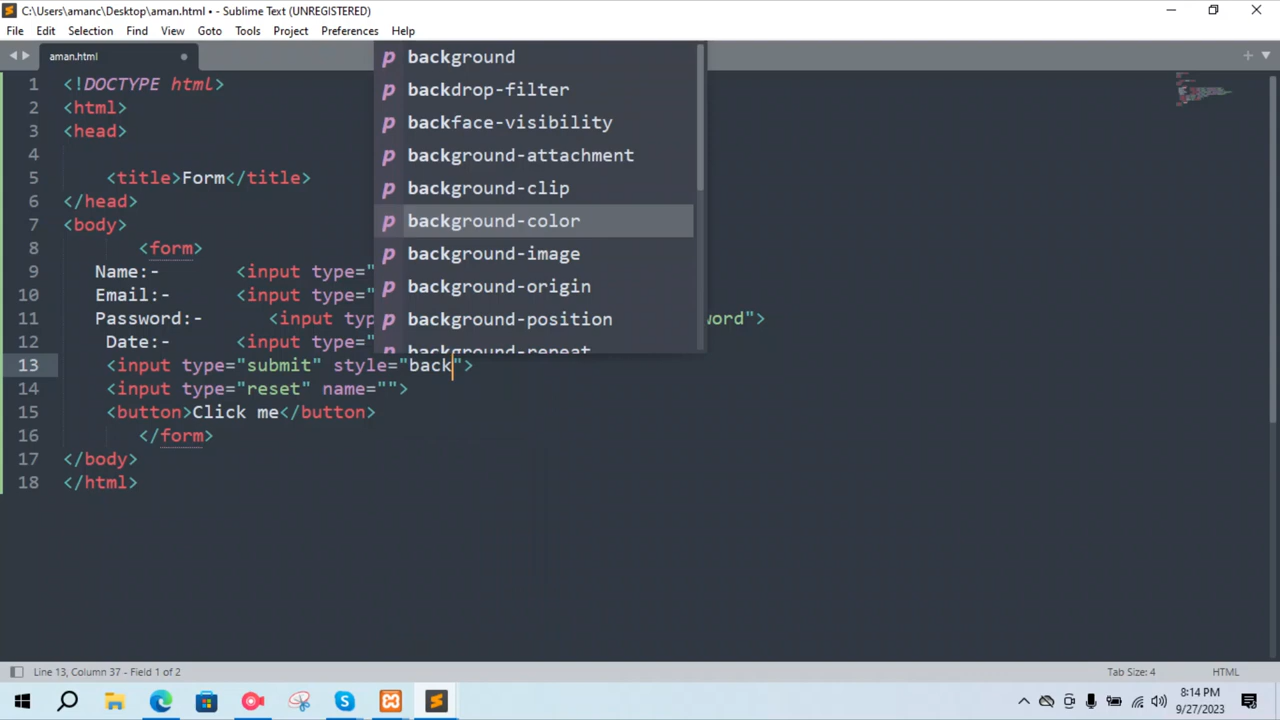 C:\Users\amanc\Desktop\aman.html • - Sublime Text (UNREGISTERED)
File Edit Selection Find View Goto Tools Project Preferences Help
aman.html
background
backdrop-filter
backface-visibility
background-attachment
background-clip
background-color
background-image
background-origin
background-position
background-repeat
1 <!DOCTYPE html>
2 <html>
3 <head>
4
5 <title>Form</title>
6 </head>
7 <body>
8 <form>
9 Name:- <input type="
10 Email:- <input type="
11 Password:- <input typ word">
12 Date:- <input type="
13 <input type="submit" style="back">
14 <input type="reset" name="">
15 <button>Click me</button>
16 </form>
17 </body>
18 </html>
Line 13, Column 37 - Field 1 of 2
Tab Size: 4
HTML
8:14 PM
9/27/2023